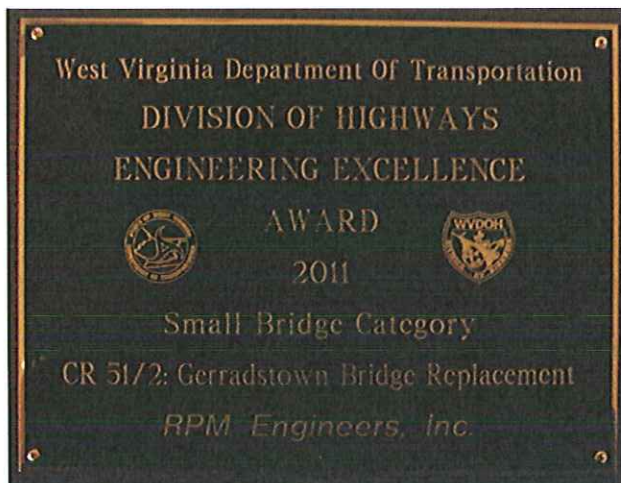 West Virginia Department Of Transportation
DIVISION OF HIGHWAYS
ENGINEERING EXCELLENCE
AWARD
WVDOH
2011
Small Bridge Category
CR 51/2: Gerradstown Bridge Replacement
RPM Engineers, Inc.